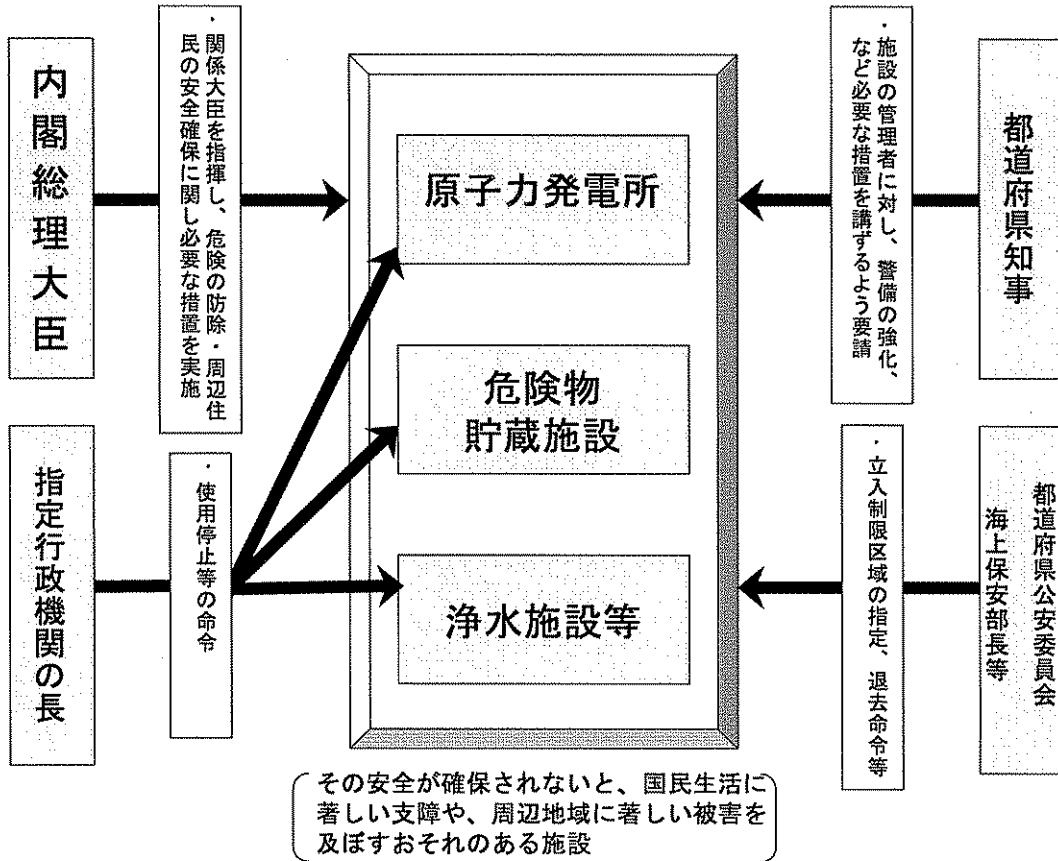 内閣総理大臣
・関係大臣を指揮し、危険の防除・周辺住
民の安全確保に関し必要な措置を実施
原子力発電所
・施設の管理者に対し、警備の強化、
など必要な措置を講ずるよう要請
都道府県知事
危険物
貯蔵施設
指定行政機関の長
・使用停止等の命令
浄水施設等
・立入制限区域の指定、退去命令等
都道府県公安委員会
海上保安部長等
その安全が確保されないと、国民生活に
著しい支障や、周辺地域に著しい被害を
及ぼすおそれのある施設